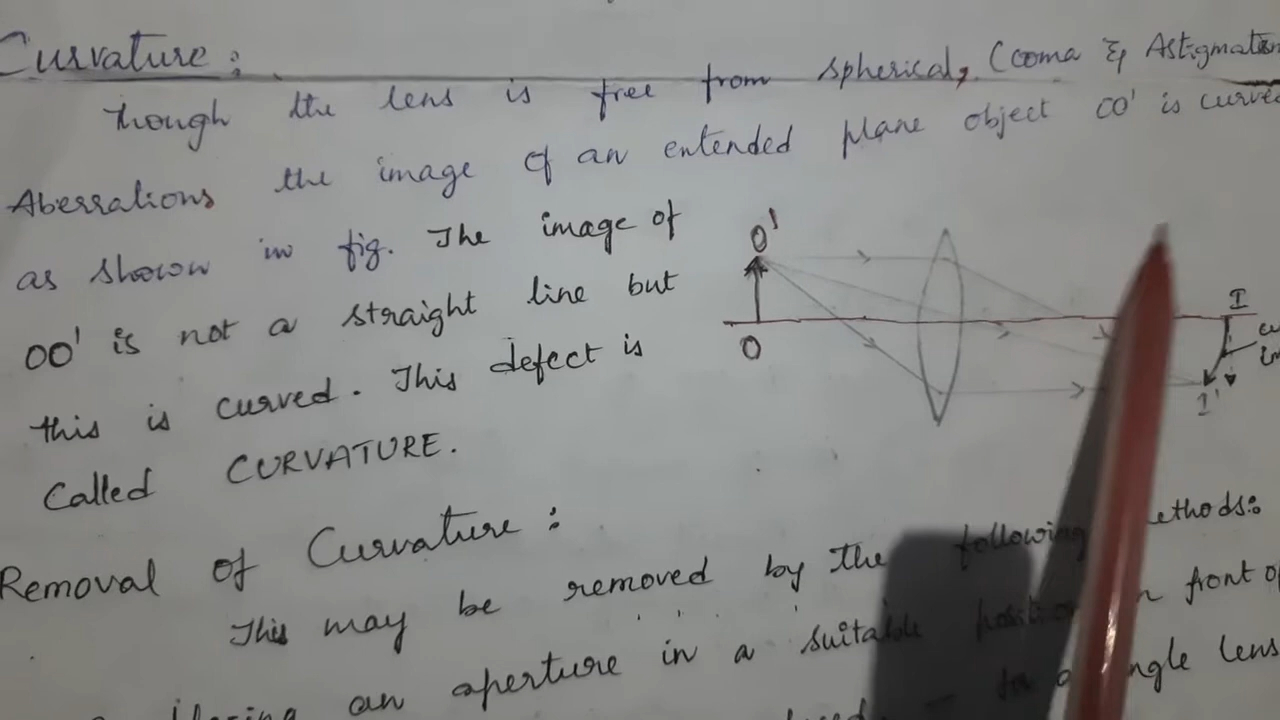 Curvature:
Though the lens is free from spherical, Cooma & Astigmatism
Aberrations the image of an extended plane object OO' is curved
as shown in fig. The image of
OO' is not a straight line but
this is curved. This defect is
Called CURVATURE.
O'
O
I
I'
Removal of Curvature:
This may be removed by the following methods:
an aperture in a suitable position in front of
lens